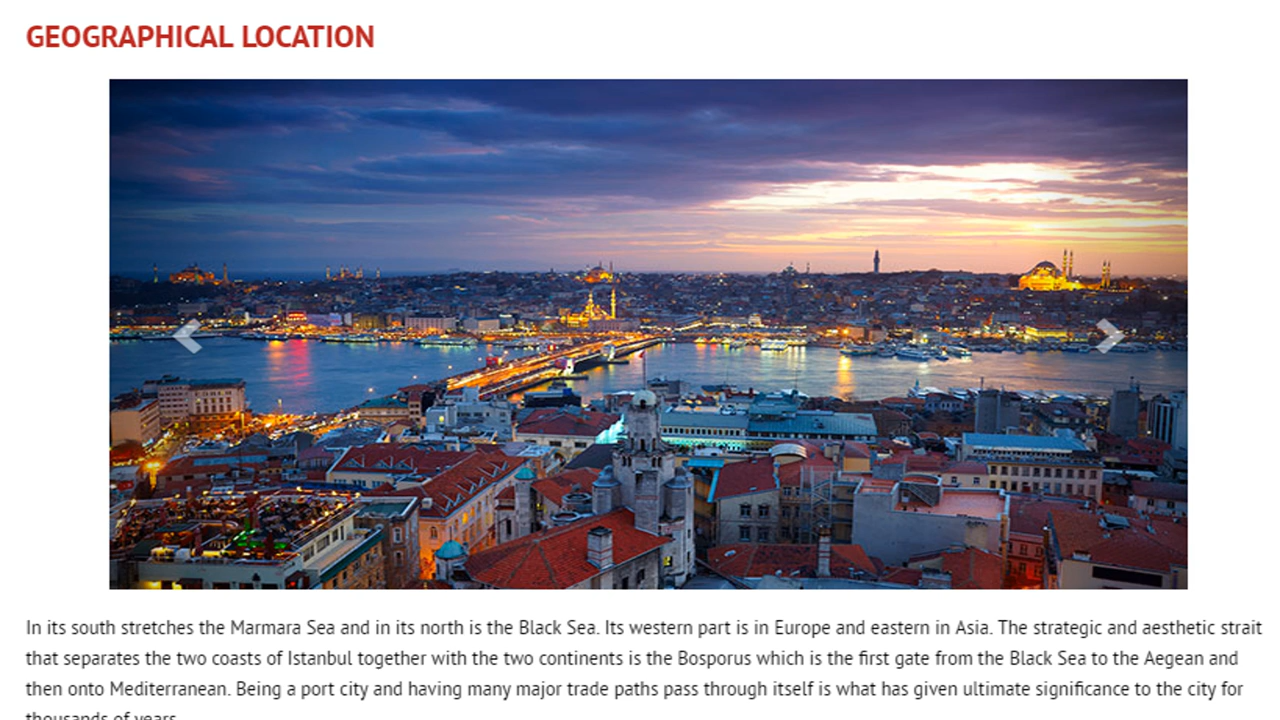 GEOGRAPHICAL LOCATION
In its south stretches the Marmara Sea and in its north is the Black Sea. Its western part is in Europe and eastern in Asia. The strategic and aesthetic strait
that separates the two coasts of Istanbul together with the two continents is the Bosporus which is the first gate from the Black Sea to the Aegean and
then onto Mediterranean. Being a port city and having many major trade paths pass through itself is what has given ultimate significance to the city for
thousands of years.